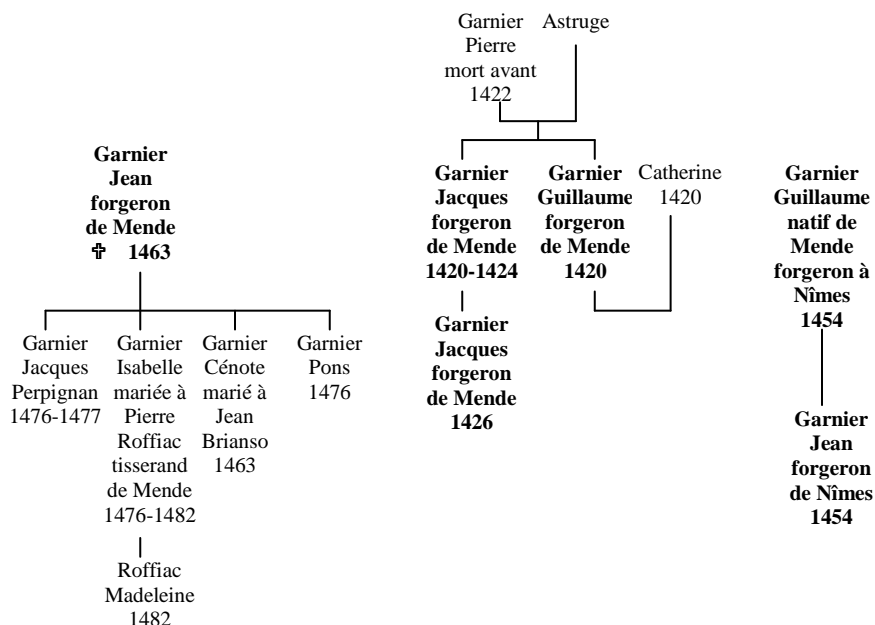 Garnier
Pierre
mort avant
1422
Astruge
Garnier
Jean
forgeron
de Mende
✞ 1463
Garnier
Jacques
forgeron
de Mende
1420-1424
Garnier
Guillaume
forgeron
de Mende
1420
Catherine
1420
Garnier
Guillaume
natif de
Mende
forgeron à
Nîmes
1454
Garnier
Jacques
Perpignan
1476-1477
Garnier
Isabelle
mariée à
Pierre
Roffiac
tisserand
de Mende
1476-1482
Garnier
Cénote
marié à
Jean
Brianso
1463
Garnier
Pons
1476
Garnier
Jacques
forgeron
de Mende
1426
Garnier
Jean
forgeron
de Nîmes
1454
Roffiac
Madeleine
1482